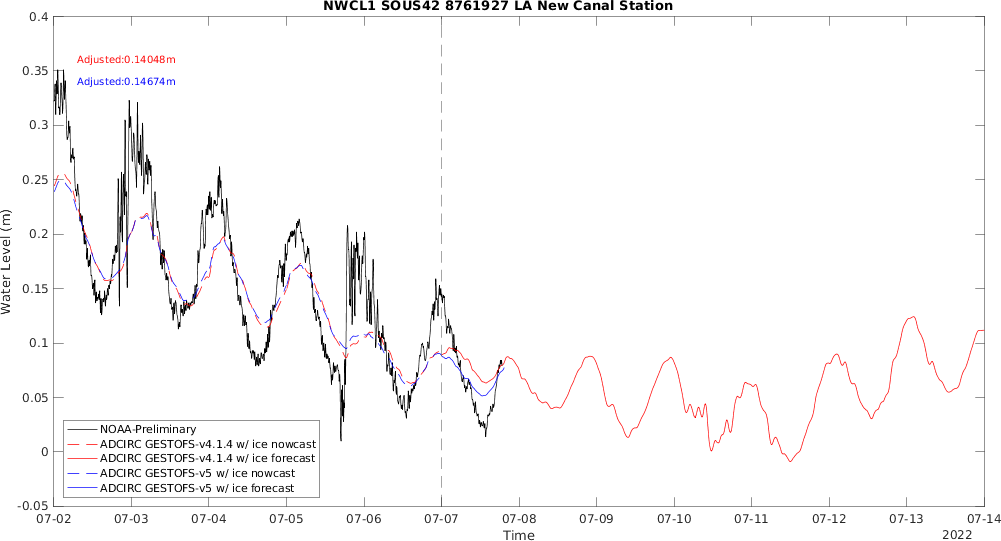 NWCL1 SOUS42 8761927 LA New Canal Station
0.4
0.35
0.3
0.25
0.2
0.15
0.1
0.05
0
-0.05
Water Level (m)
Adjusted:0.14048m
Adjusted:0.14674m
NOAA-Preliminary
ADCIRC GESTOFS-v4.1.4 w/ ice nowcast
ADCIRC GESTOFS-v4.1.4 w/ ice forecast
ADCIRC GESTOFS-v5 w/ ice nowcast
ADCIRC GESTOFS-v5 w/ ice forecast
07-02 07-03 07-04 07-05 07-06 07-07 07-08 07-09 07-10 07-11 07-12 07-13 07-14
Time
2022